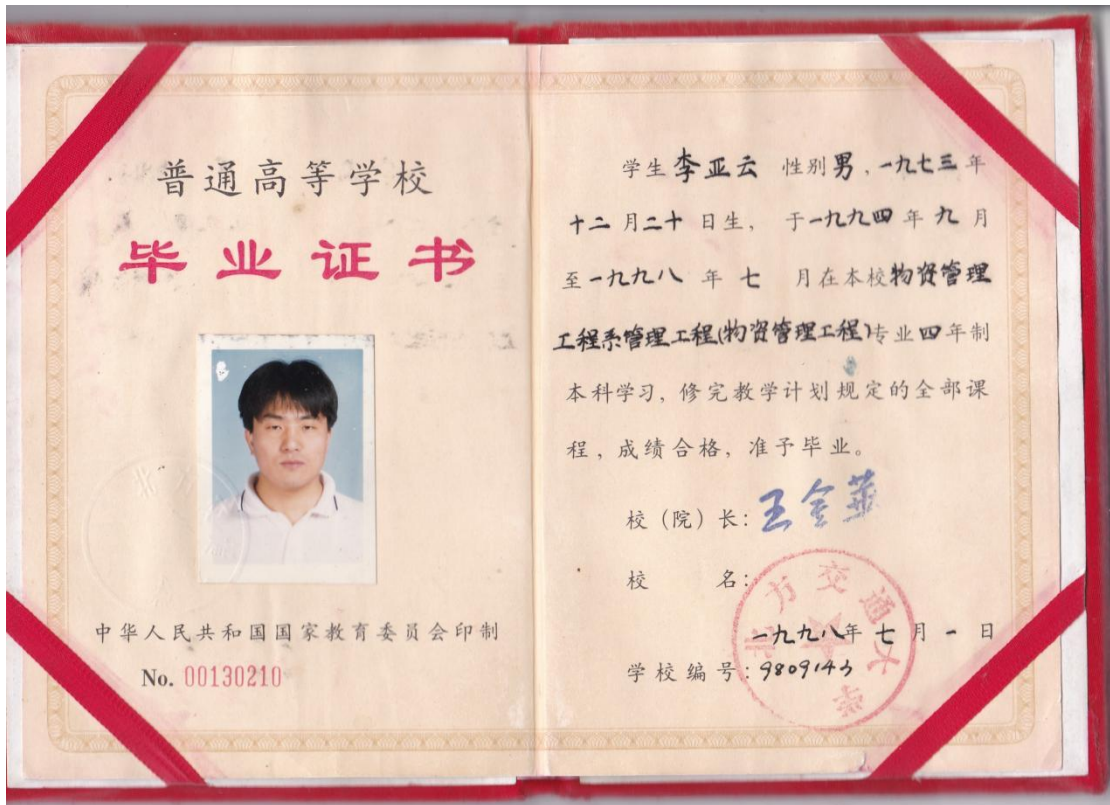 普通高等学校
毕业证书
中华人民共和国国家教育委员会印制
No. 00130210
学生李亚云 性别男,一九七三年
十二月二十日生, 于一九九四年九月
至一九九八年七月在本校物资管理
工程系管理工程(物资管理工程)专业四年制
本科学习, 修完教学计划规定的全部课
程, 成绩合格, 准予毕业。
校(院)长: 王金華
校 名:
北方交通大学
一九九八年七月一日
学校编号: